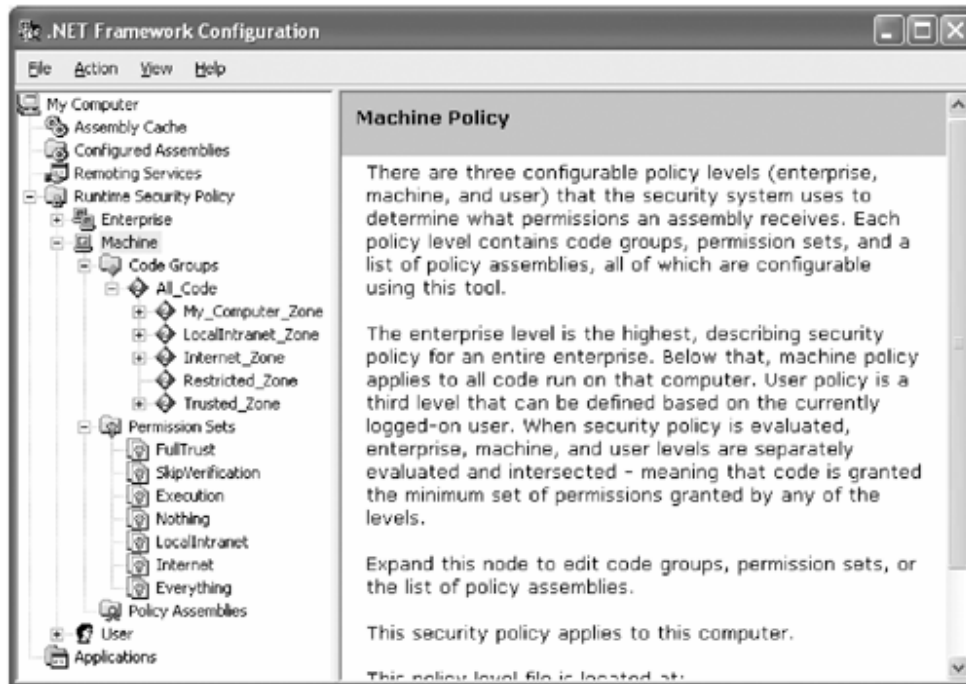 .NET Framework Configuration
File Action View Help
My Computer
Assembly Cache
Configured Assemblies
Remoting Services
Runtime Security Policy
Enterprise
Machine
Code Groups
All_Code
My_Computer_Zone
LocalIntranet_Zone
Internet_Zone
Restricted_Zone
Trusted_Zone
Permission Sets
FullTrust
SkipVerification
Execution
Nothing
LocalIntranet
Internet
Everything
Policy Assemblies
User
Applications
Machine Policy
There are three configurable policy levels (enterprise,
machine, and user) that the security system uses to
determine what permissions an assembly receives. Each
policy level contains code groups, permission sets, and a
list of policy assemblies, all of which are configurable
using this tool.
The enterprise level is the highest, describing security
policy for an entire enterprise. Below that, machine policy
applies to all code run on that computer. User policy is a
third level that can be defined based on the currently
logged-on user. When security policy is evaluated,
enterprise, machine, and user levels are separately
evaluated and intersected - meaning that code is granted
the minimum set of permissions granted by any of the
levels.
Expand this node to edit code groups, permission sets, or
the list of policy assemblies.
This security policy applies to this computer.
This policy level file is located at: